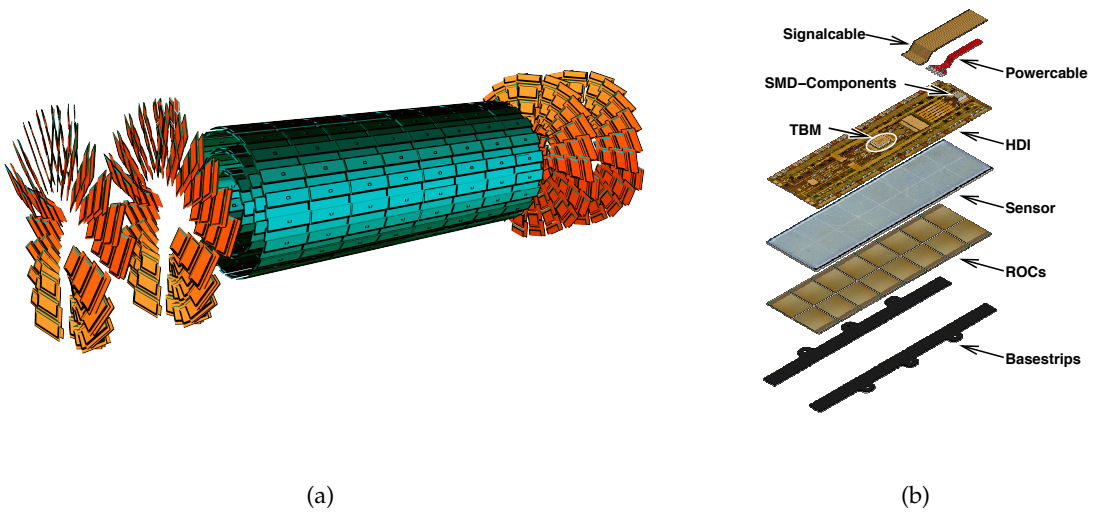 Signalcable
Powercable
SMD–Components
TBM
HDI
Sensor
ROCs
Basestrips
(a)
(b)